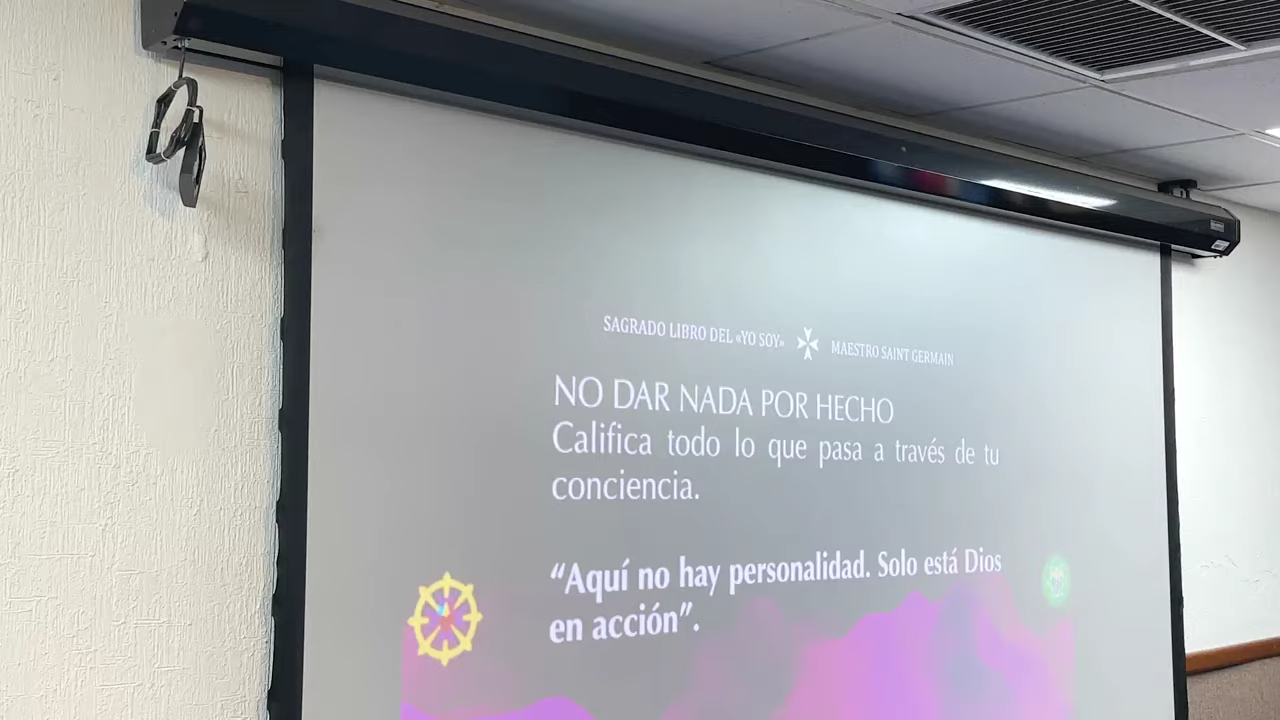 SAGRADO LIBRO DEL «YO SOY» MAESTRO SAINT GERMAIN
NO DAR NADA POR HECHO
Califica todo lo que pasa a través de tu
conciencia.
“Aquí no hay personalidad. Solo está Dios
en acción”.